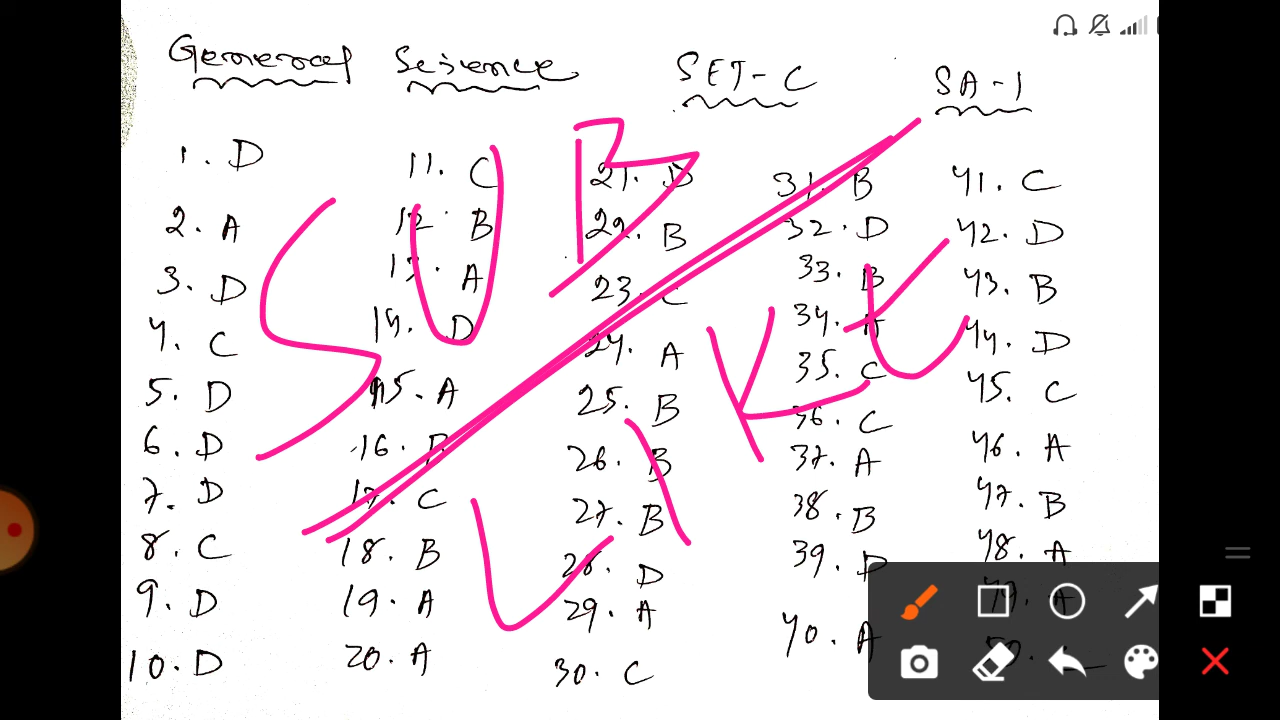 General Science SET-C SA-1
1. D
2. A
3. D
4. C
5. D
6. D
7. D
8. C
9. D
10. D
11. C
12. B
13. A
14. D
15. A
16. B
17. C
18. B
19. A
20. A
21. D
22. B
23. C
24. A
25. B
26. B
27. B
28. D
29. A
30. C
31. B
32. D
33. B
34. A
35. C
36. C
37. A
38. B
39. D
40. A
41. C
42. D
43. B
44. D
45. C
46. A
47. B
48. A
49. A
50.
SUB